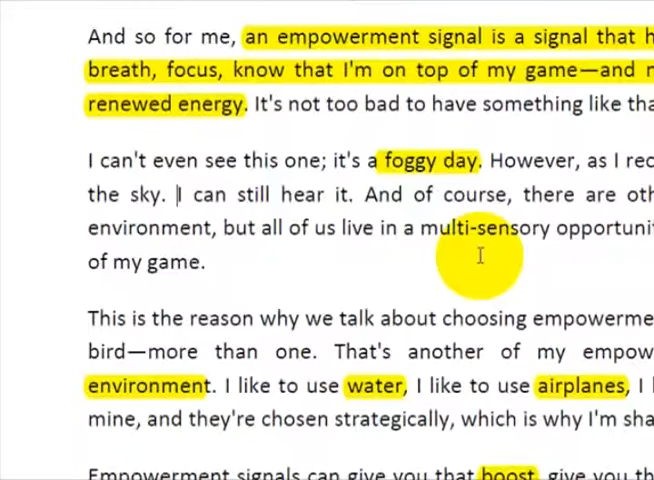 And so for me, an empowerment signal is a signal that h
breath, focus, know that I'm on top of my game—and
renewed energy. It's not too bad to have something like tha
I can't even see this one; it's a foggy day. However, as I rec
the sky. I can still hear it. And of course, there are oth
environment, but all of us live in a multi-sensory opportuni
of my game.
This is the reason why we talk about choosing empowerme
bird—more than one. That's another of my empow
environment. I like to use water, I like to use airplanes, I
mine, and they're chosen strategically, which is why I'm sha
Empowerment signals can give you that boost, give you th